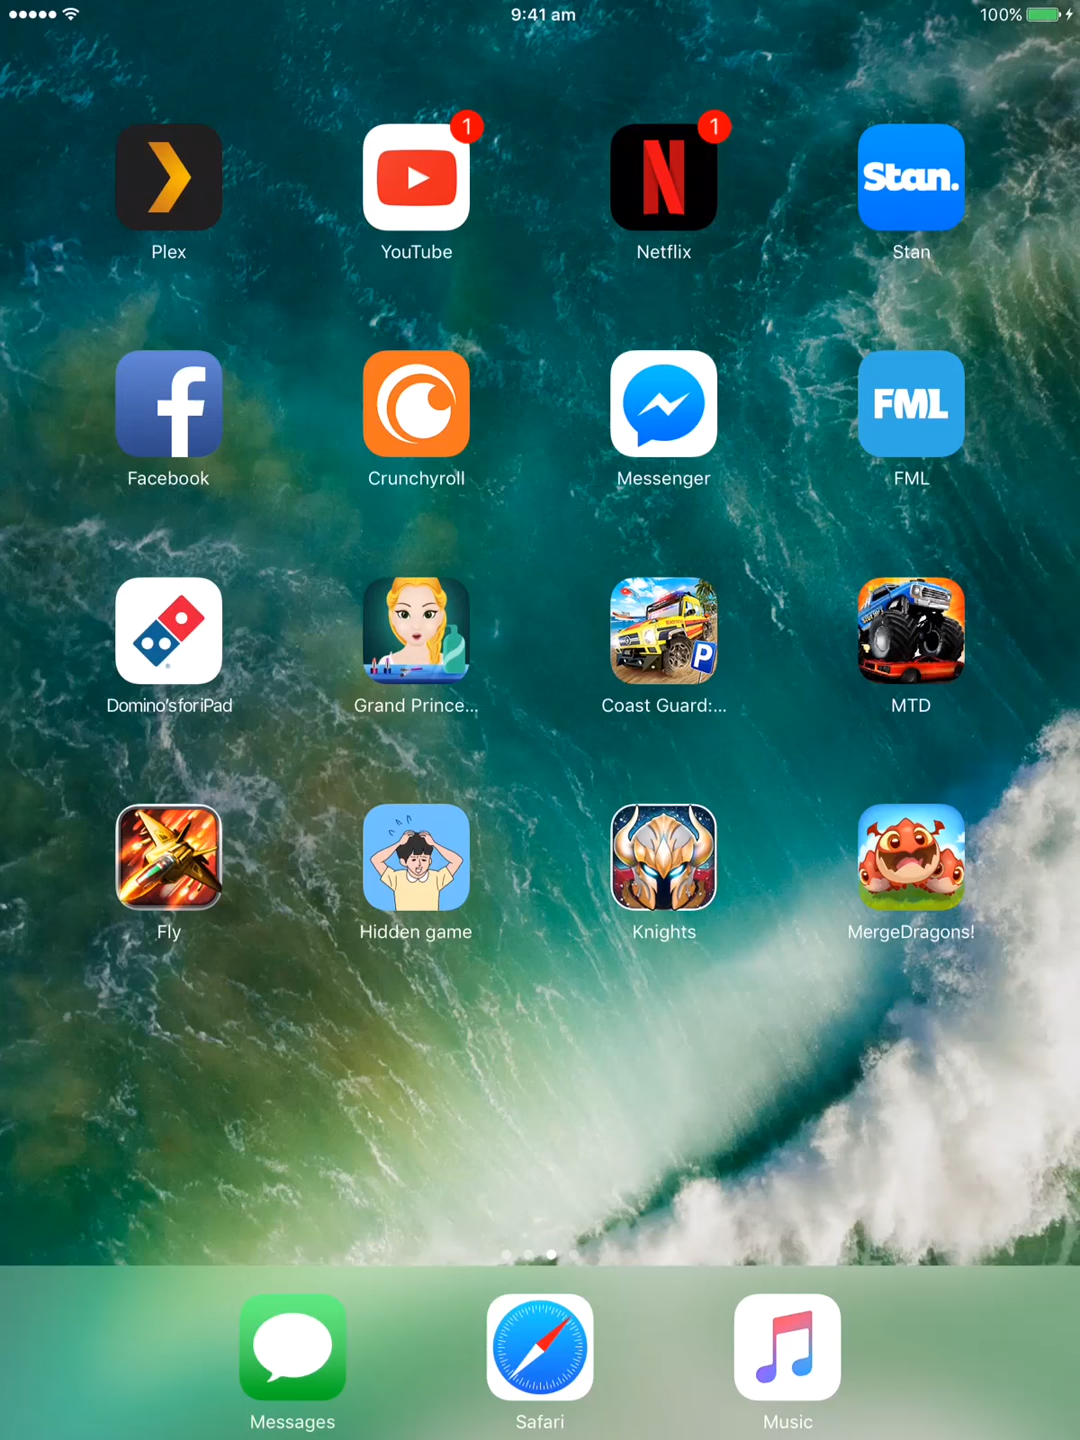 9:41 am
100%
1
1
Stan.
Plex
YouTube
Netflix
Stan
FML
Facebook
Crunchyroll
Messenger
FML
P
Domino'sforiPad
Grand Prince...
Coast Guard:...
MTD
Fly
Hidden game
Knights
MergeDragons!
Messages
Safari
Music